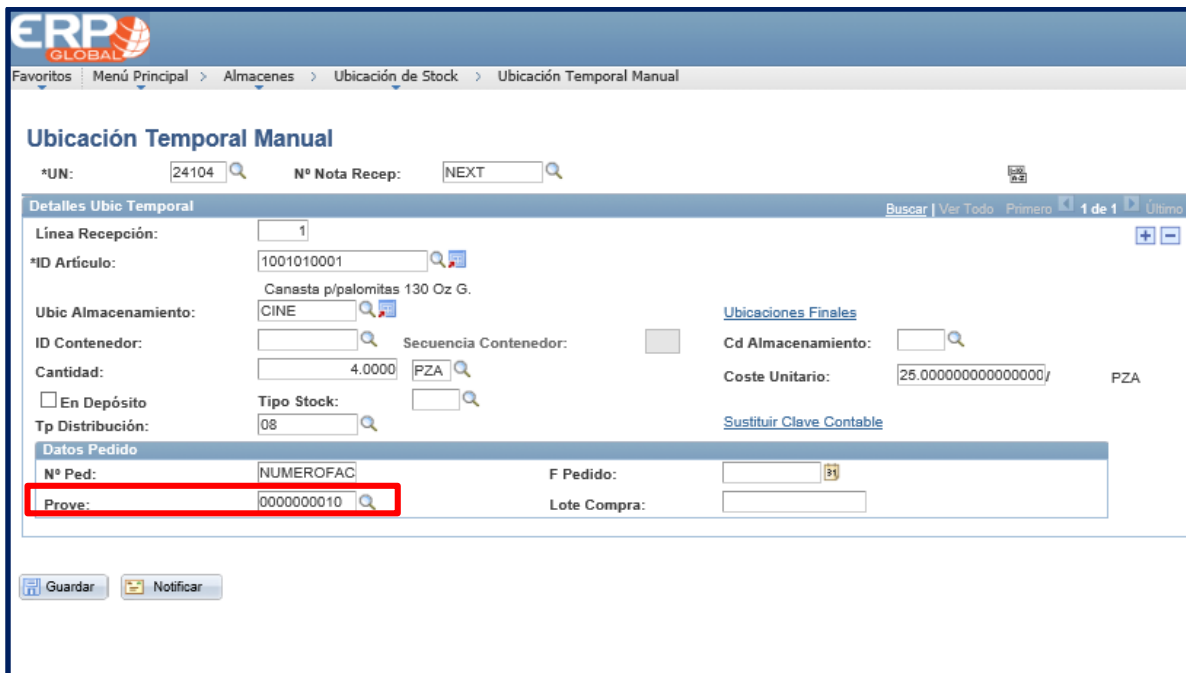 ERP
GLOBAL
Favoritos Menú Principal > Almacenes > Ubicación de Stock > Ubicación Temporal Manual
Ubicación Temporal Manual
*UN: 24104 Nº Nota Recep: NEXT
Detalles Ubic Temporal Buscar | Ver Todo Primero 1 de 1 Último
Línea Recepción: 1
*ID Artículo: 1001010001
Canasta p/palomitas 130 Oz G.
Ubic Almacenamiento: CINE Ubicaciones Finales
ID Contenedor: Secuencia Contenedor: Cd Almacenamiento:
Cantidad: 4.0000 PZA Coste Unitario: 25.000000000000000/ PZA
En Depósito Tipo Stock:
Tp Distribución: 08 Sustituir Clave Contable
Datos Pedido
Nº Ped: NUMEROFAC F Pedido: 31
Prove: 0000000010 Lote Compra:
Guardar Notificar